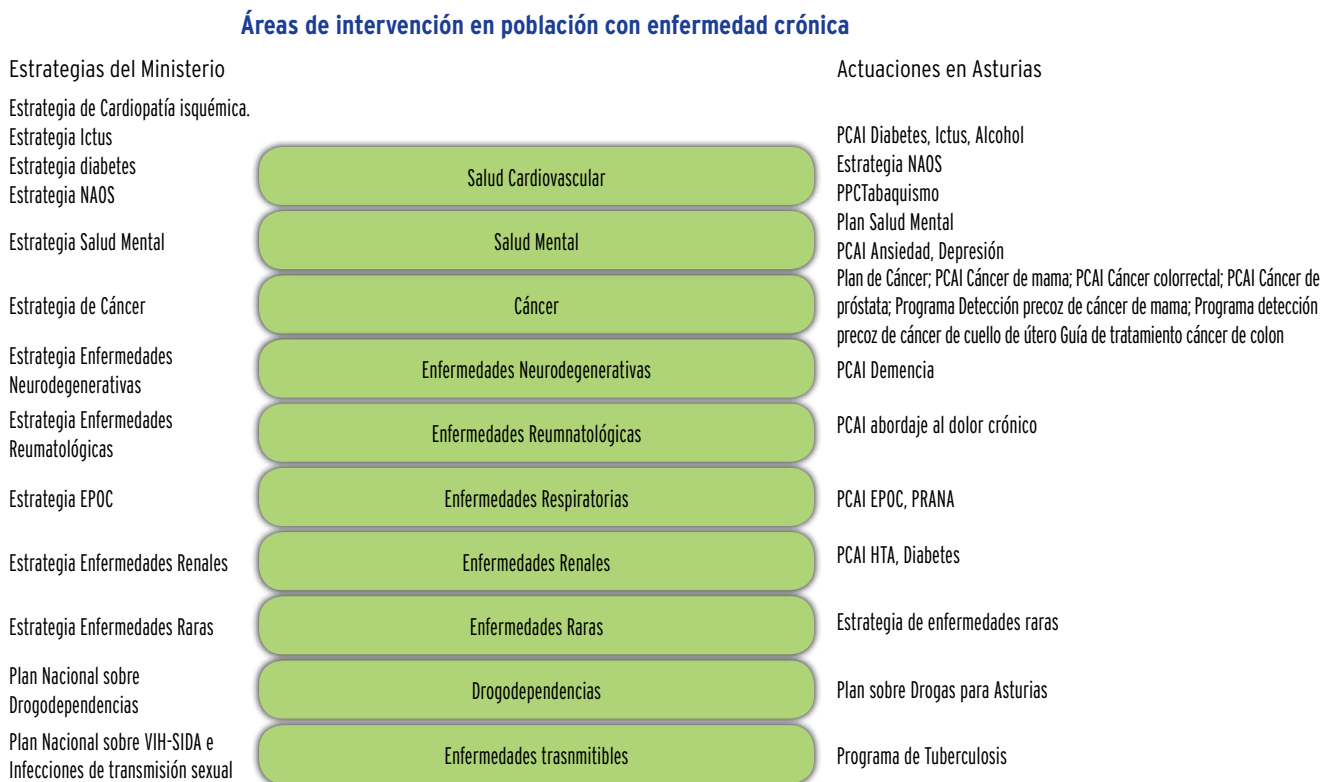 Áreas de intervención en población con enfermedad crónica
Estrategias del Ministerio
Actuaciones en Asturias
Estrategia de Cardiopatía isquémica.
Estrategia Ictus
Estrategia diabetes
Estrategia NAOS
Salud Cardiovascular
PCAI Diabetes, Ictus, Alcohol
Estrategia NAOS
PPCTabaquismo
Estrategia Salud Mental
Salud Mental
Plan Salud Mental
PCAI Ansiedad, Depresión
Estrategia de Cáncer
Cáncer
Plan de Cáncer; PCAI Cáncer de mama; PCAI Cáncer colorrectal; PCAI Cáncer de
próstata; Programa Detección precoz de cáncer de mama; Programa detección
precoz de cáncer de cuello de útero Guía de tratamiento cáncer de colon
Estrategia Enfermedades
Neurodegenerativas
Enfermedades Neurodegenerativas
PCAI Demencia
Estrategia Enfermedades
Reumatológicas
Enfermedades Reumnatológicas
PCAI abordaje al dolor crónico
Estrategia EPOC
Enfermedades Respiratorias
PCAI EPOC, PRANA
Estrategia Enfermedades Renales
Enfermedades Renales
PCAI HTA, Diabetes
Estrategia Enfermedades Raras
Enfermedades Raras
Estrategia de enfermedades raras
Plan Nacional sobre
Drogodependencias
Drogodependencias
Plan sobre Drogas para Asturias
Plan Nacional sobre VIH-SIDA e
Infecciones de transmisión sexual
Enfermedades trasnmitibles
Programa de Tuberculosis